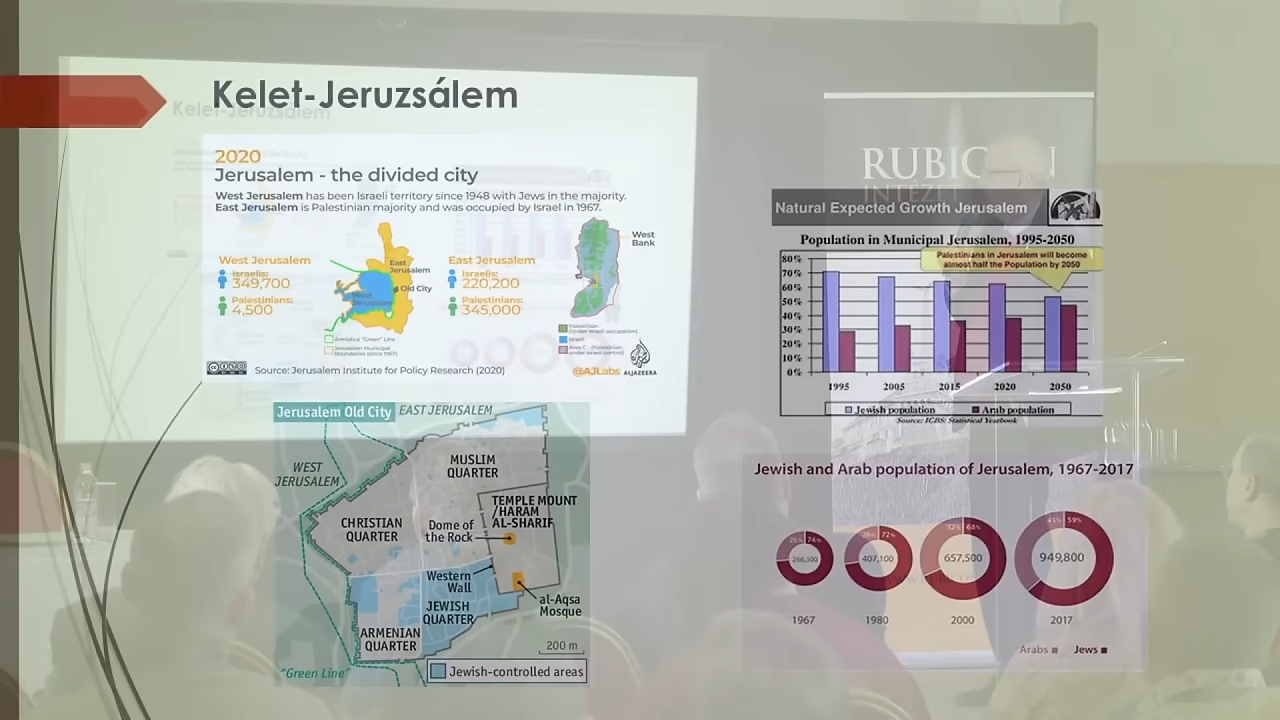 Kelet-Jeruzsálem
2020
Jerusalem - the divided city
West Jerusalem has been Israeli territory since 1948 with Jews in the majority.
East Jerusalem is Palestinian majority and was occupied by Israel in 1967.
West Jerusalem
Israelis:
349,700
Palestinians:
4,500
East
Jerusalem
Old City
West
Jerusalem
East Jerusalem
Israelis:
220,200
Palestinians:
345,000
West
Bank
Armistice "Green" Line
Jerusalem Municipal
Boundaries (since 1967)
Palestinian
(under Israeli occupation)
Israel
Area C - (Palestinian
under Israeli control)
Source: Jerusalem Institute for Policy Research (2020)
@AJLabs
ALJAZEERA
RUBIC N
INTÉZET
Natural Expected Growth Jerusalem
Population in Municipal Jerusalem, 1995-2050
Palestinians in Jerusalem will become
almost half the Population by 2050
80%
70%
60%
50%
40%
30%
20%
10%
0%
1995 2005 2015 2020 2050
Jewish population Arab population
Source: ICBS: Statistical Yearbook
Jerusalem Old City
EAST JERUSALEM
WEST
JERUSALEM
MUSLIM
QUARTER
TEMPLE MOUNT
/HARAM
AL-SHARIF
CHRISTIAN
QUARTER
Dome of
the Rock
Western
Wall
JEWISH
QUARTER
al-Aqsa
Mosque
ARMENIAN
QUARTER
200 m
"Green Line"
Jewish-controlled areas
Jewish and Arab population of Jerusalem, 1967-2017
26% 74%
266,300
28% 72%
407,100
32% 68%
657,500
41% 59%
949,800
1967 1980 2000 2017
Arabs Jews